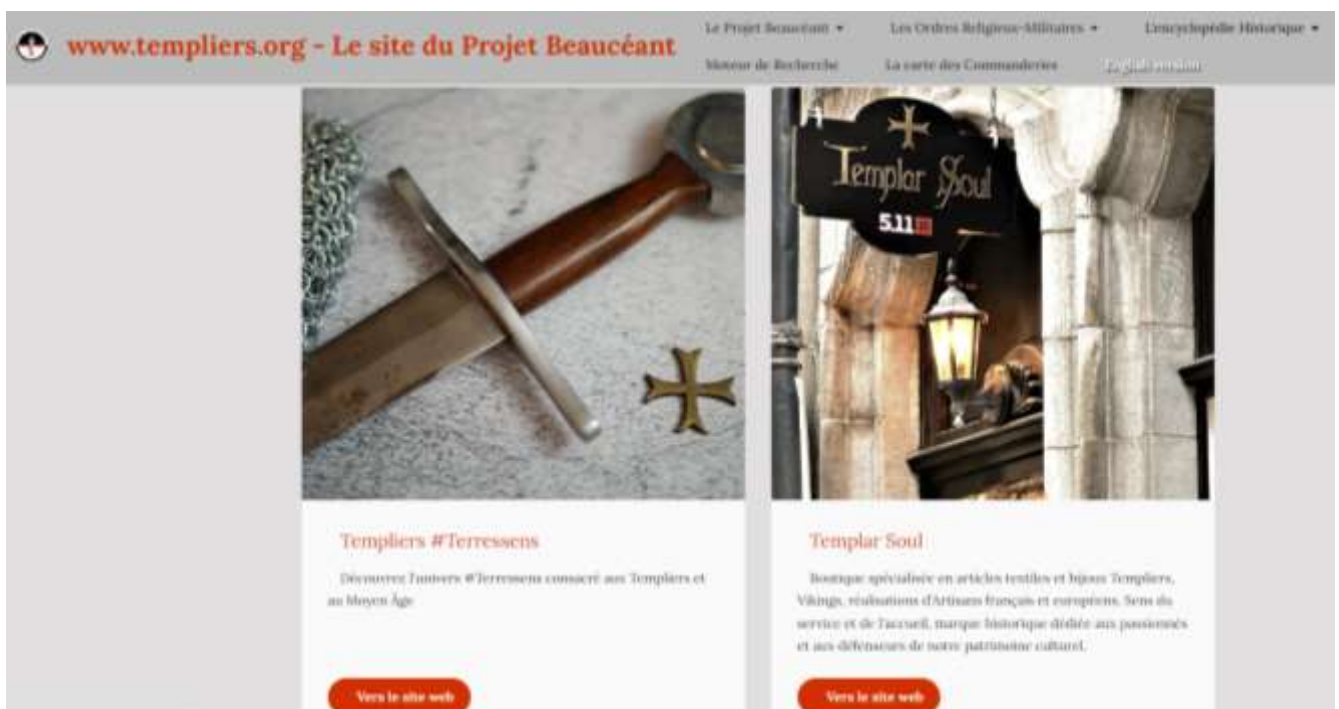 www.templiers.org - Le site du Projet Beaucéant
Le Projet Beaucéant
Les Ordres Religieux-Militaires
L'encyclopédie Historique
Moteur de Recherche
La carte des Commanderies
English version
Templar Soul
5.11
Templiers #Terressens
Découvrez l'univers #Terressens consacré aux Templiers et
au Moyen Âge
Vers le site web
Templar Soul
Boutique spécialisée en articles textiles et bijoux Templiers,
Vikings, réalisations d'Artisans français et européens. Sens du
service et de l'accueil, marque historique dédiée aux passionnés
et aux défenseurs de notre patrimoine culturel.
Vers le site web